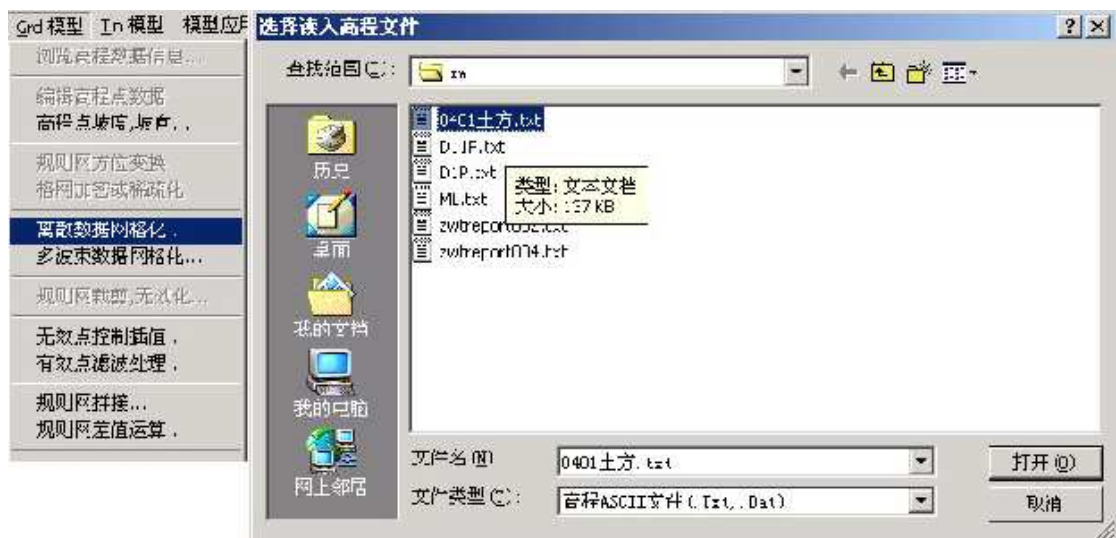 Grd模型 Tn模型 模型应用
浏览高程数据信息...
编辑高程点数据
高程点坡度,坡向..
规则网方位变换
格网加密或稀疏化
离散数据网格化.
多波束数据网格化...
规则网裁剪,无效化...
无效点控制插值.
有效点滤波处理.
规则网拼接...
规则网差值运算.
选择读入高程文件
查找范围(I):
历史
桌面
我的文档
我的电脑
网上邻居
0401土方.txt
ML.txt
zwtreport004.txt
类型: 文本文档
大小: 137 KB
文件名(N)
0401土方.txt
打开(O)
文件类型(T):
高程ASCII文件(.Txt,.Dat)
取消